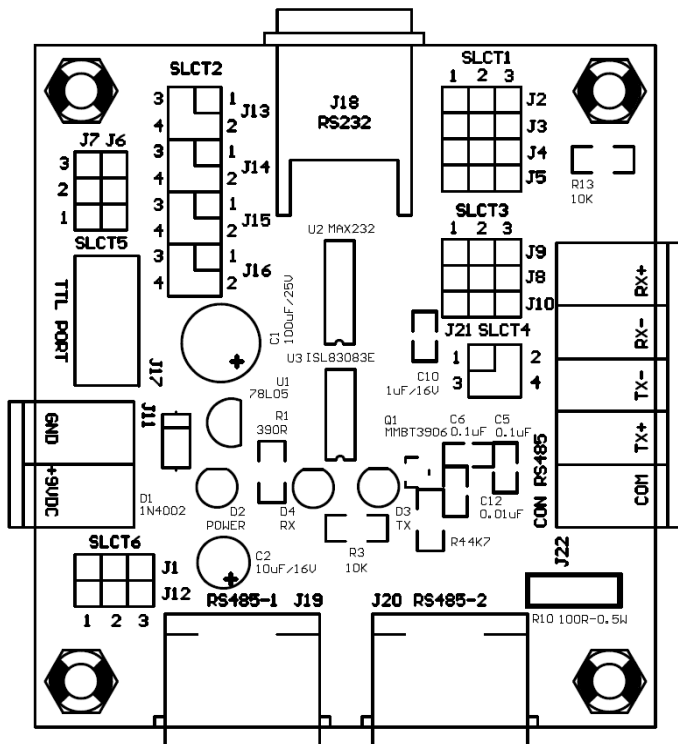 SLCT2
3 1
J13
4 2
3 1
J14
4 2
3 1
J15
4 2
3 1
J16
4 2
J18
RS232
SLCT1
1 2 3
J2
J3
J4
J5
R13
10K
J7 J6
3
2
1
SLCT5
TTL PORT
J17
SLCT3
1 2 3
J9
J8
J10
U2 MAX232
C1
100uF/25V
U3 ISL83083E
C10
1uF/16V
J21 SLCT4
1 2
3 4
RX+
RX-
TX-
TX+
COM
CON RS485
J22
U1
78L05
R1
390R
Q1
MMBT3906
C6
0.1uF
C5
0.1uF
C12
0.01uF
J11
GND
+9VDC
D1
1N4002
D2
POWER
D4
RX
D3
TX
R3
10K
R44K7
C2
10uF/16V
SLCT6
J1
J12
1 2 3
RS485-1 J19
J20 RS485-2
R10 100R-0.5W